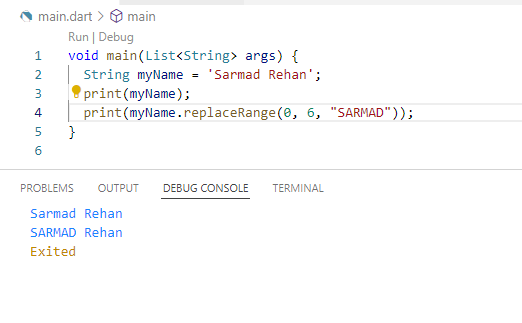 main.dart > main
Run | Debug
1 void main(List<String> args) {
2 String myName = 'Sarmad Rehan';
3 print(myName);
4 print(myName.replaceRange(0, 6, "SARMAD"));
5 }
6
PROBLEMS OUTPUT DEBUG CONSOLE TERMINAL
Sarmad Rehan
SARMAD Rehan
Exited